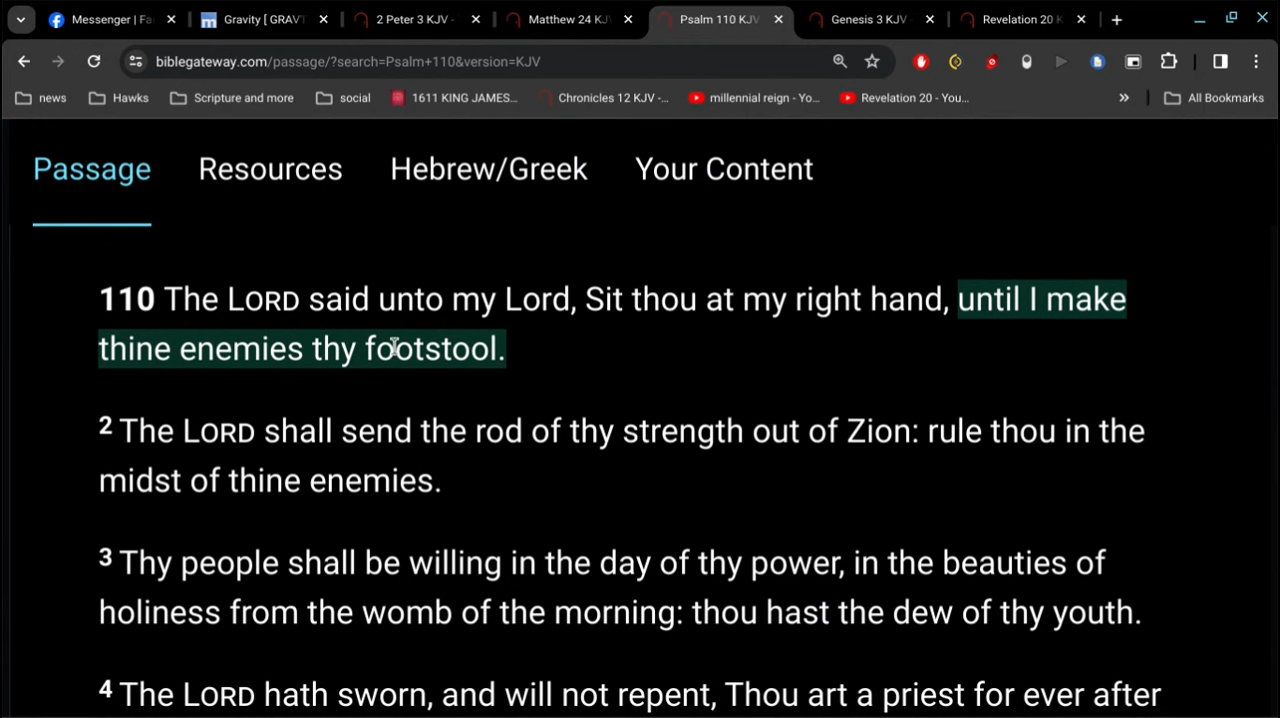 Messenger | Fa
Gravity [ GRAV'I
2 Peter 3 KJV -
Matthew 24 KJ
Psalm 110 KJV
Genesis 3 KJV -
Revelation 20 K
biblegateway.com/passage/?search=Psalm+110&version=KJV
news
Hawks
Scripture and more
social
1611 KING JAMES...
Chronicles 12 KJV -...
millennial reign - Yo...
Revelation 20 - You...
All Bookmarks
Passage
Resources
Hebrew/Greek
Your Content
110 The LORD said unto my Lord, Sit thou at my right hand, until I make
thine enemies thy footstool.
2 The LORD shall send the rod of thy strength out of Zion: rule thou in the
midst of thine enemies.
3 Thy people shall be willing in the day of thy power, in the beauties of
holiness from the womb of the morning: thou hast the dew of thy youth.
4 The LORD hath sworn, and will not repent, Thou art a priest for ever after